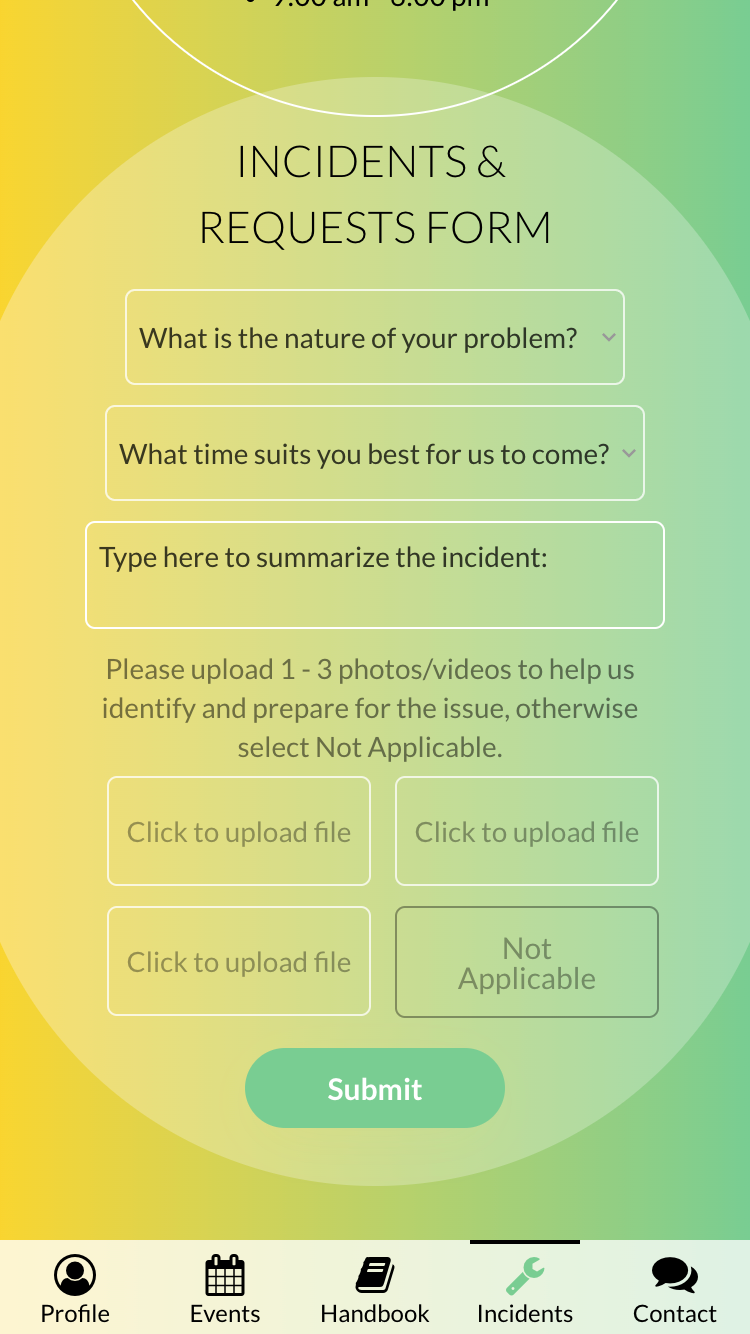 INCIDENTS &
REQUESTS FORM
What is the nature of your problem?
What time suits you best for us to come?
Type here to summarize the incident:
Please upload 1 - 3 photos/videos to help us
identify and prepare for the issue, otherwise
select Not Applicable.
Click to upload file
Click to upload file
Click to upload file
Not
Applicable
Submit
Profile
Events
Handbook
Incidents
Contact